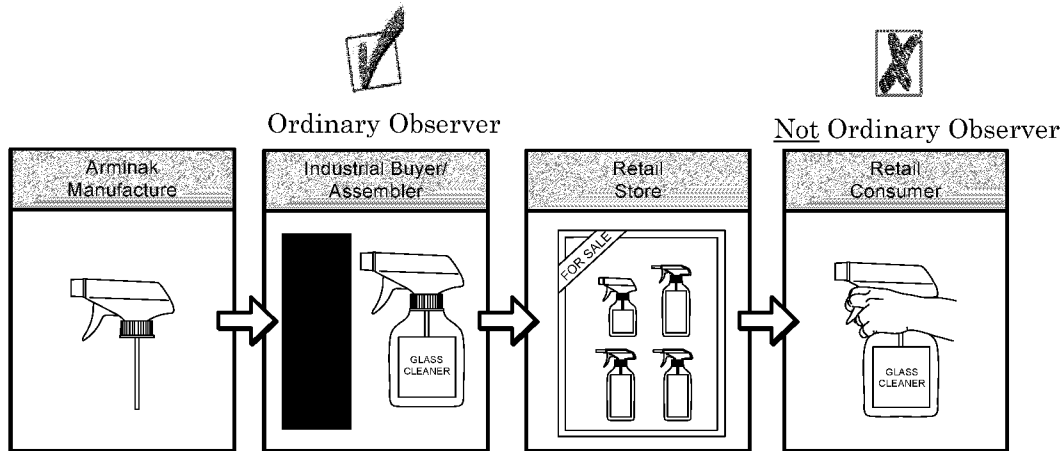 Ordinary Observer
Not Ordinary Observer
Arminak
Manufacture
Industrial Buyer/
Assembler
Retail
Store
Retail
Consumer
FOR SALE
GLASS
CLEANER
GLASS
CLEANER